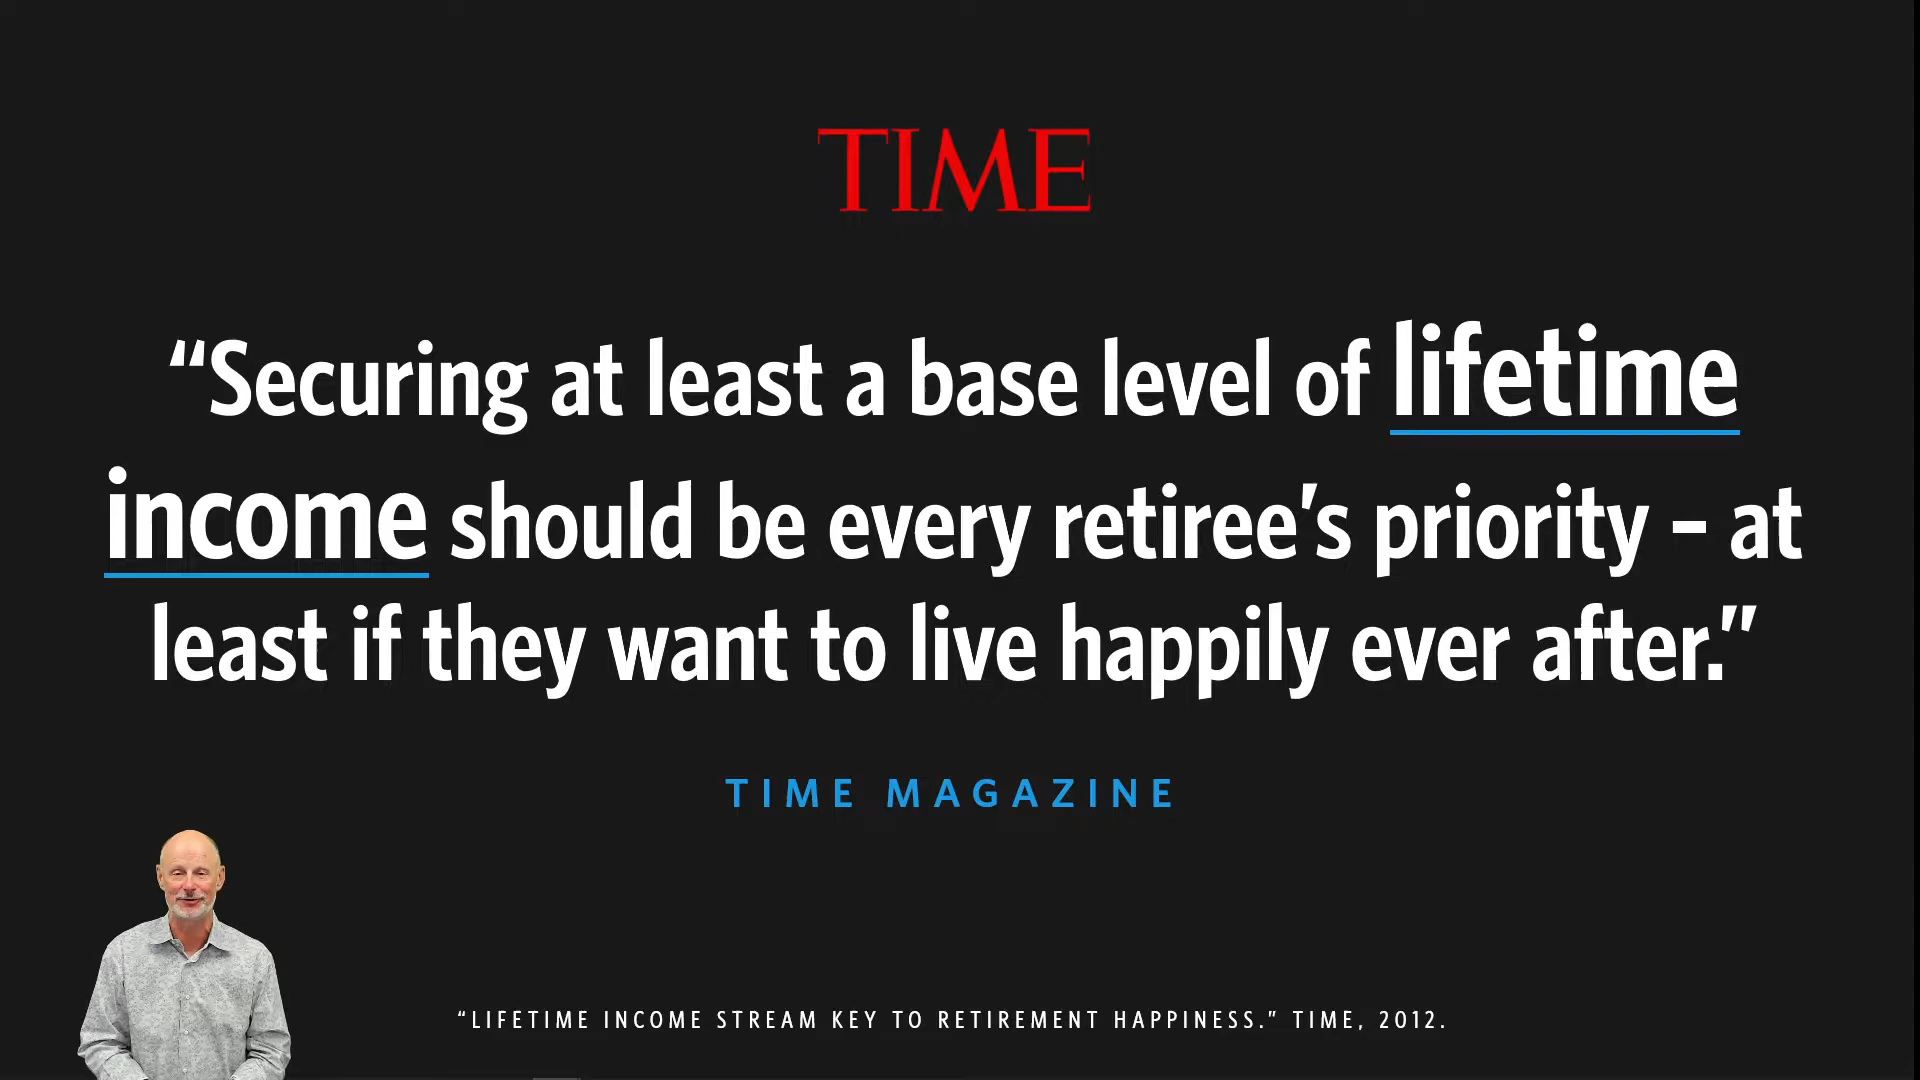 TIME
“Securing at least a base level of lifetime
income should be every retiree’s priority – at
least if they want to live happily ever after.”
TIME MAGAZINE
“LIFETIME INCOME STREAM KEY TO RETIREMENT HAPPINESS.” TIME, 2012.